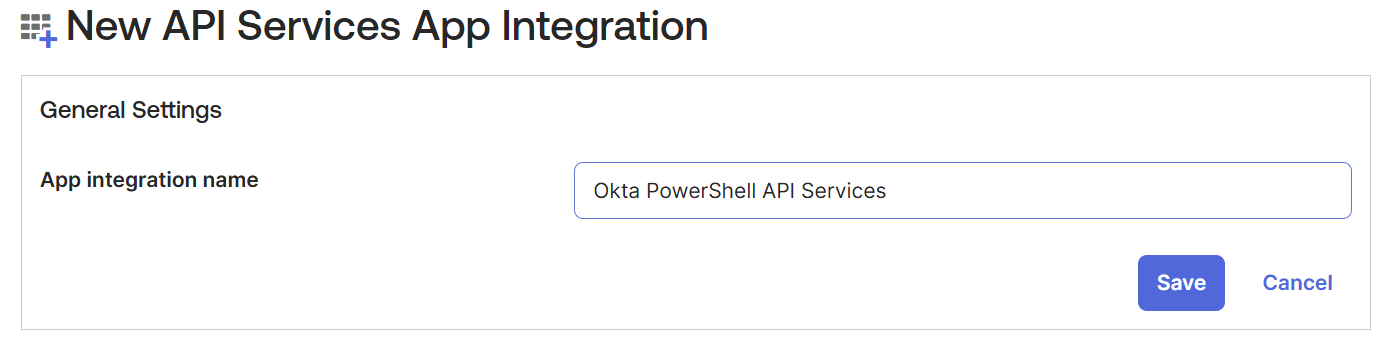 New API Services App Integration
General Settings
App integration name
Okta PowerShell API Services
Save Cancel